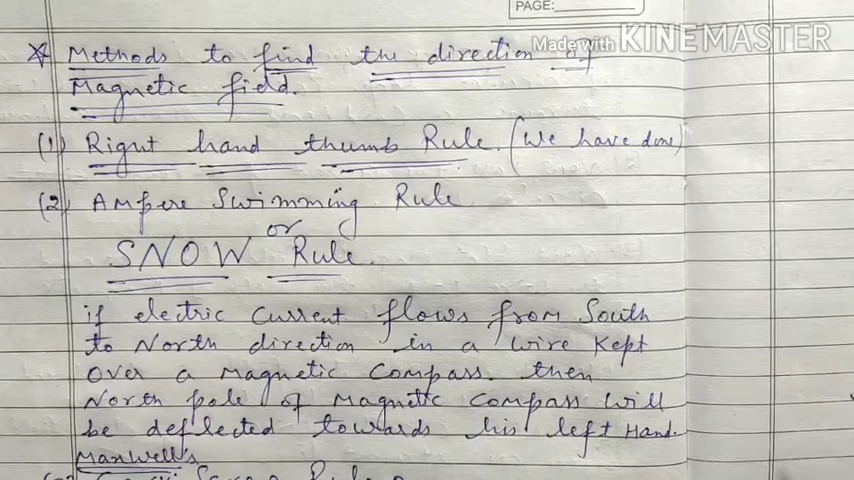 PAGE:
Made with KINEMASTER
* Methods to find the direction of
Magnetic field.
(1) Right hand thumb Rule. (We have done)
(2) Ampere Swimming Rule
or
SNOW Rule.
if electric current flows from South
to North direction in a wire kept
over a magnetic compass. then
North pole of Magnetic compass will
be deflected towards his left Hand.
Maxwell's
Rule